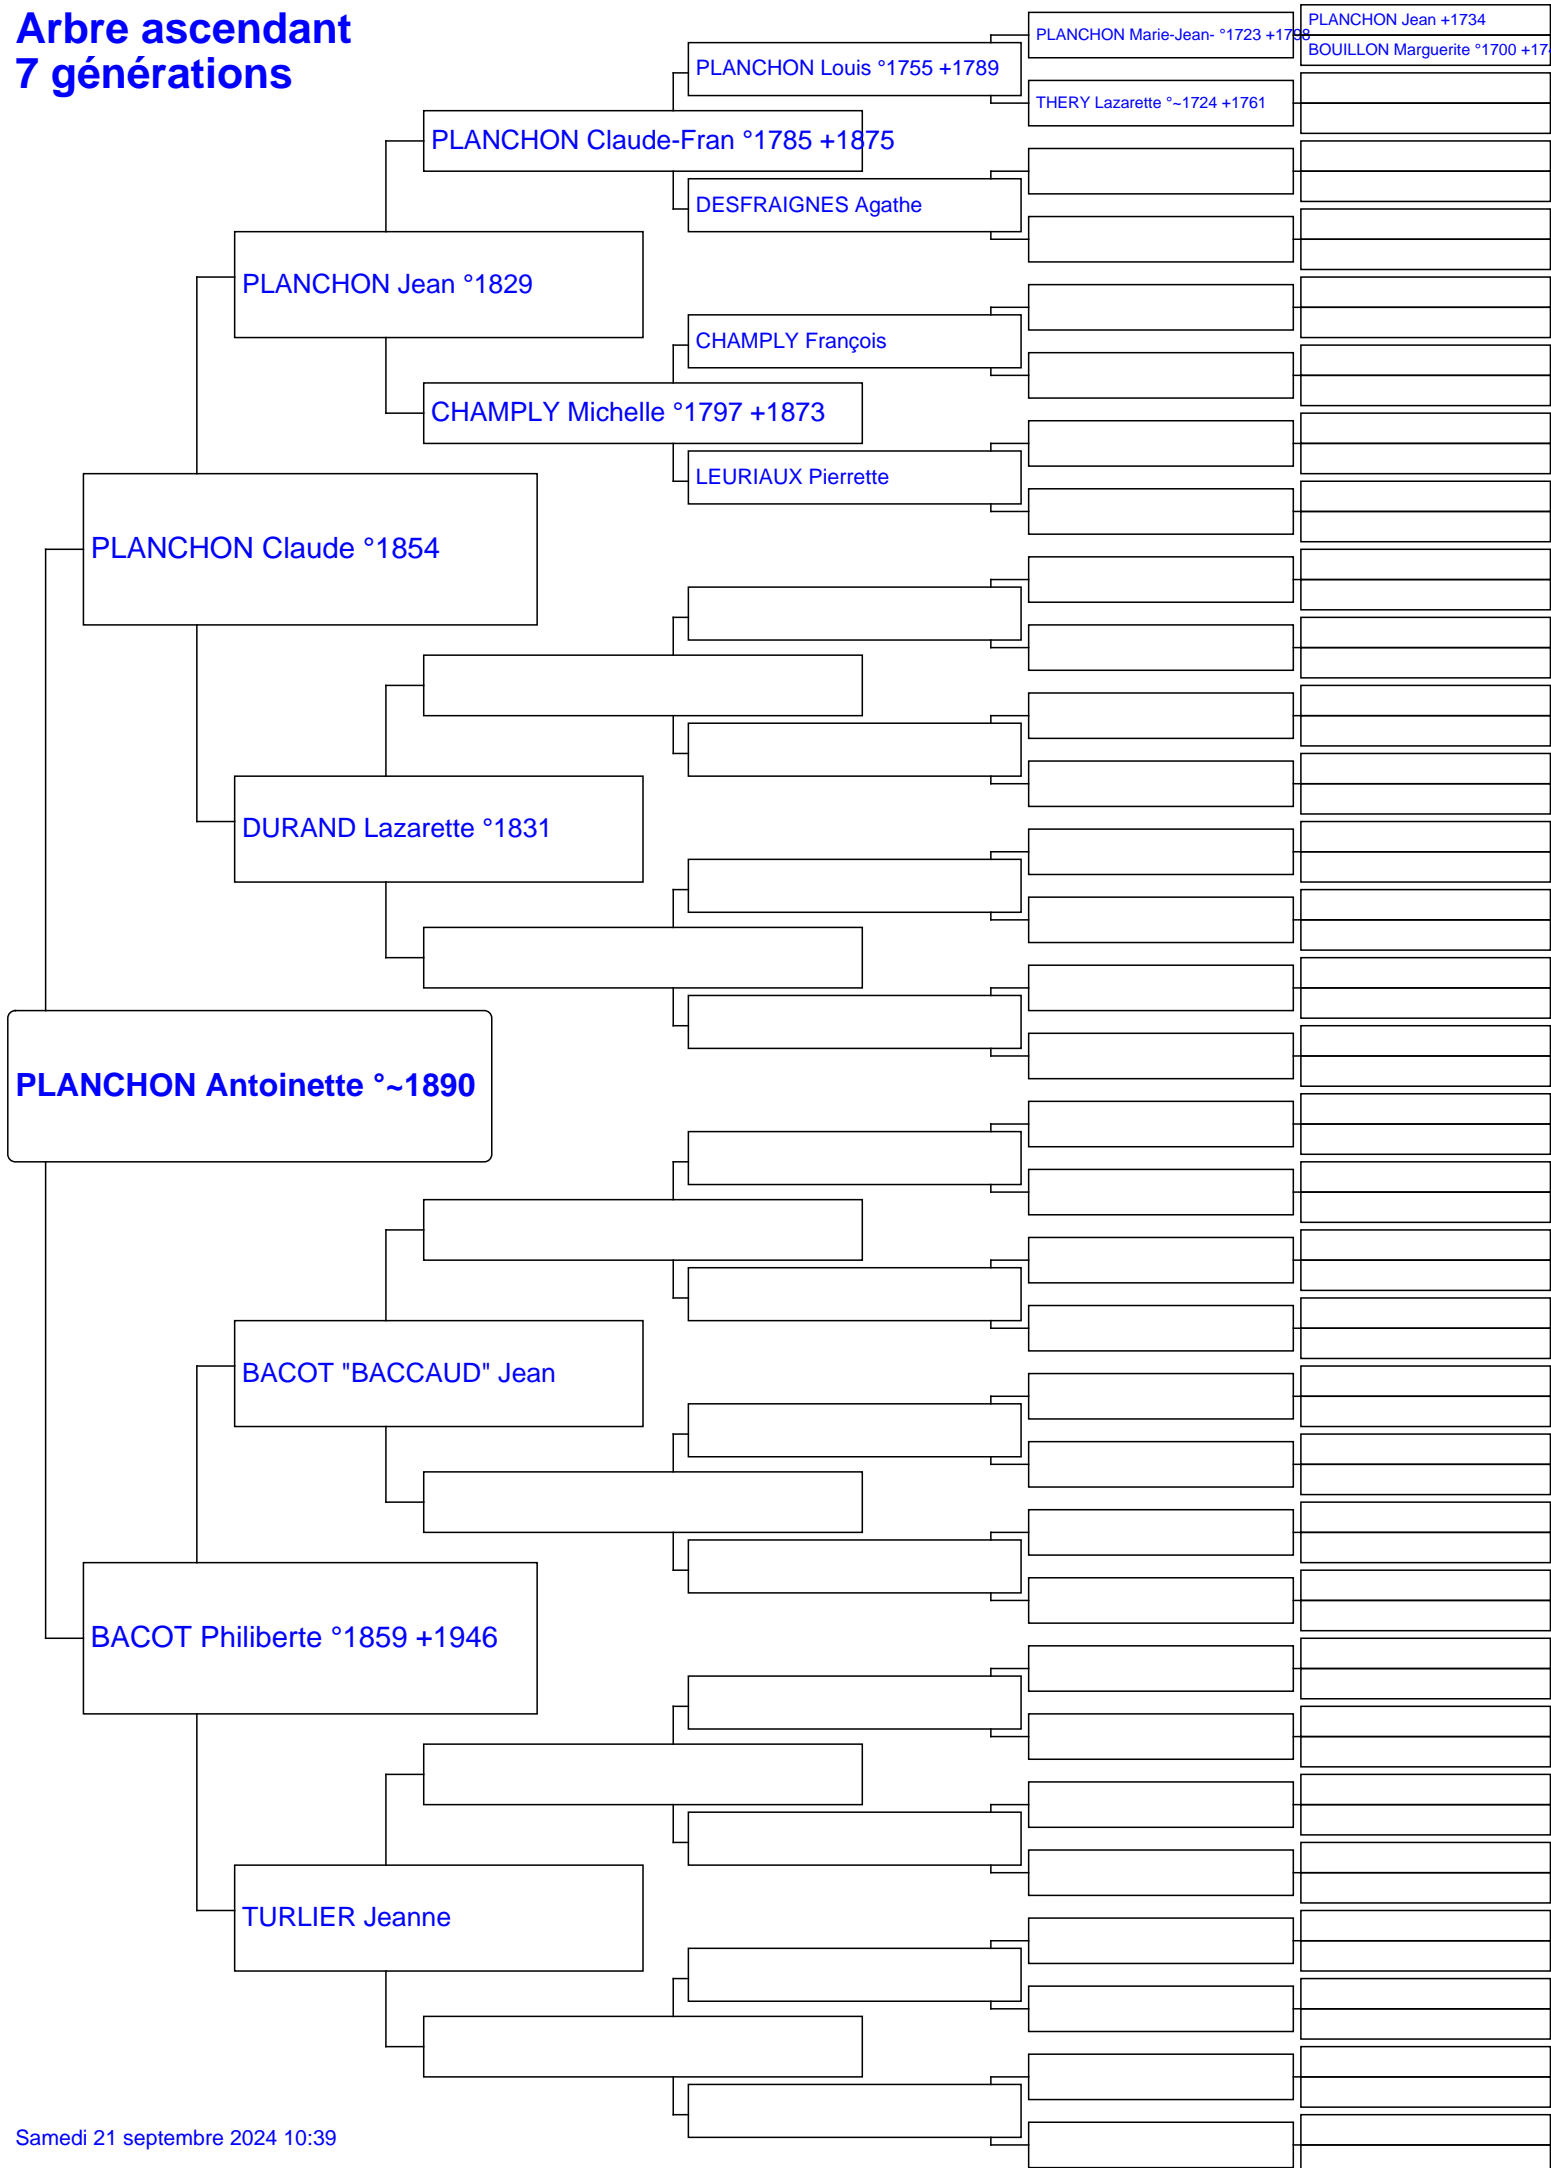 Arbre ascendant
7 générations
PLANCHON Jean +1734
PLANCHON Marie-Jean- °1723 +1798
BOUILLON Marguerite °1700
PLANCHON Louis °1755 +1789
THERY Lazarette °~1724 +1761
PLANCHON Claude-Fran °1785 +1875
DESFRAIGNES Agathe
PLANCHON Jean °1829
CHAMPLY François
CHAMPLY Michelle °1797 +1873
LEURIAUX Pierrette
PLANCHON Claude °1854
DURAND Lazarette °1831
PLANCHON Antoinette °~1890
BACOT "BACCAUD" Jean
BACOT Philiberte °1859 +1946
TURLIER Jeanne
Samedi 21 septembre 2024 10:39